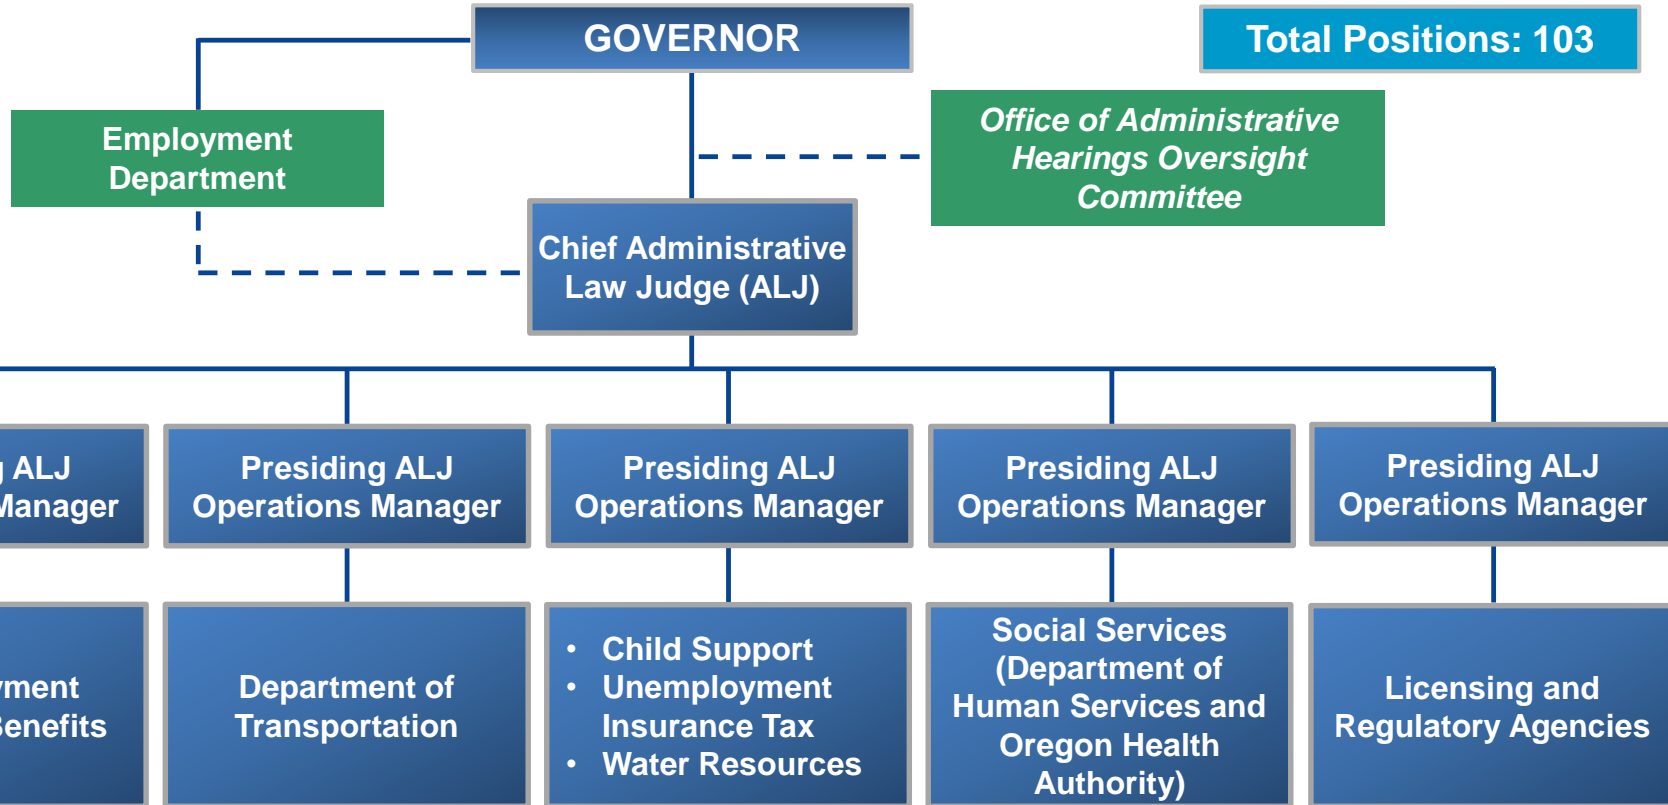 GOVERNOR
Total Positions: 103
Employment
Department
Office of Administrative
Hearings Oversight
Committee
Chief Administrative
Law Judge (ALJ)
ALJ
Manager
Presiding ALJ
Operations Manager
Presiding ALJ
Operations Manager
Presiding ALJ
Operations Manager
Presiding ALJ
Operations Manager
Benefits
Department of
Transportation
• Child Support
• Unemployment
Insurance Tax
• Water Resources
Social Services
(Department of
Human Services and
Oregon Health
Authority)
Licensing and
Regulatory Agencies